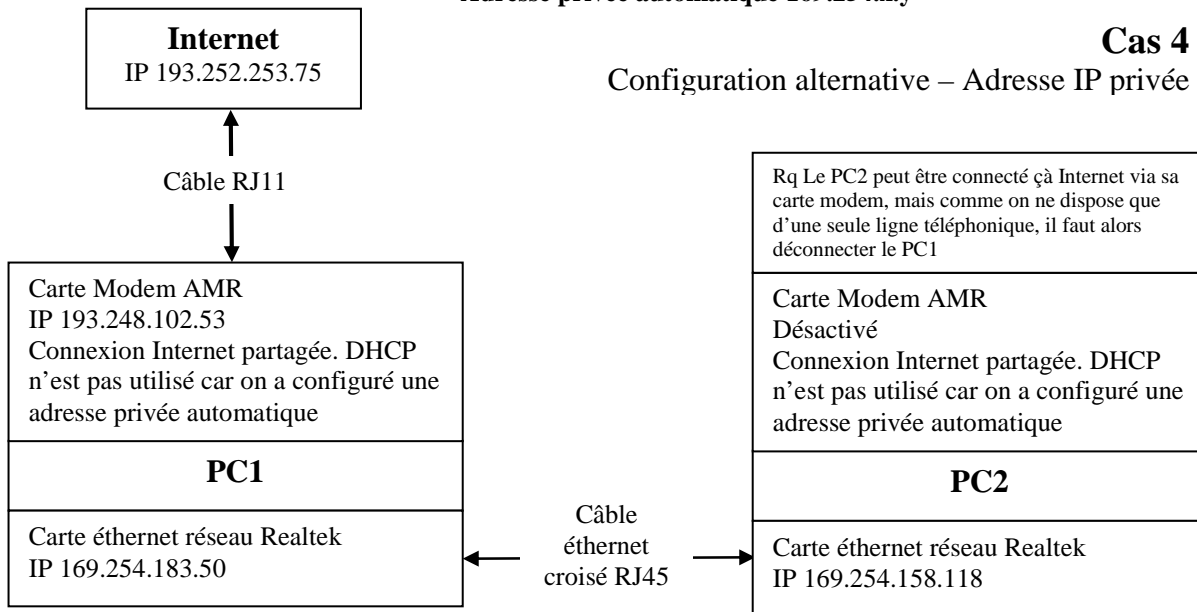 Adresse privée automatique 169.254.x.y
Internet
IP 193.252.253.75
Cas 4
Configuration alternative – Adresse IP privée
Câble RJ11
Rq Le PC2 peut être connecté çà Internet via sa
carte modem, mais comme on ne dispose que
d’une seule ligne téléphonique, il faut alors
déconnecter le PC1
Carte Modem AMR
IP 193.248.102.53
Connexion Internet partagée. DHCP
n’est pas utilisé car on a configuré une
adresse privée automatique
PC1
Carte éthernet réseau Realtek
IP 169.254.183.50
Câble
éthernet
croisé RJ45
Carte Modem AMR
Désactivé
Connexion Internet partagée. DHCP
n’est pas utilisé car on a configuré une
adresse privée automatique
PC2
Carte éthernet réseau Realtek
IP 169.254.158.118